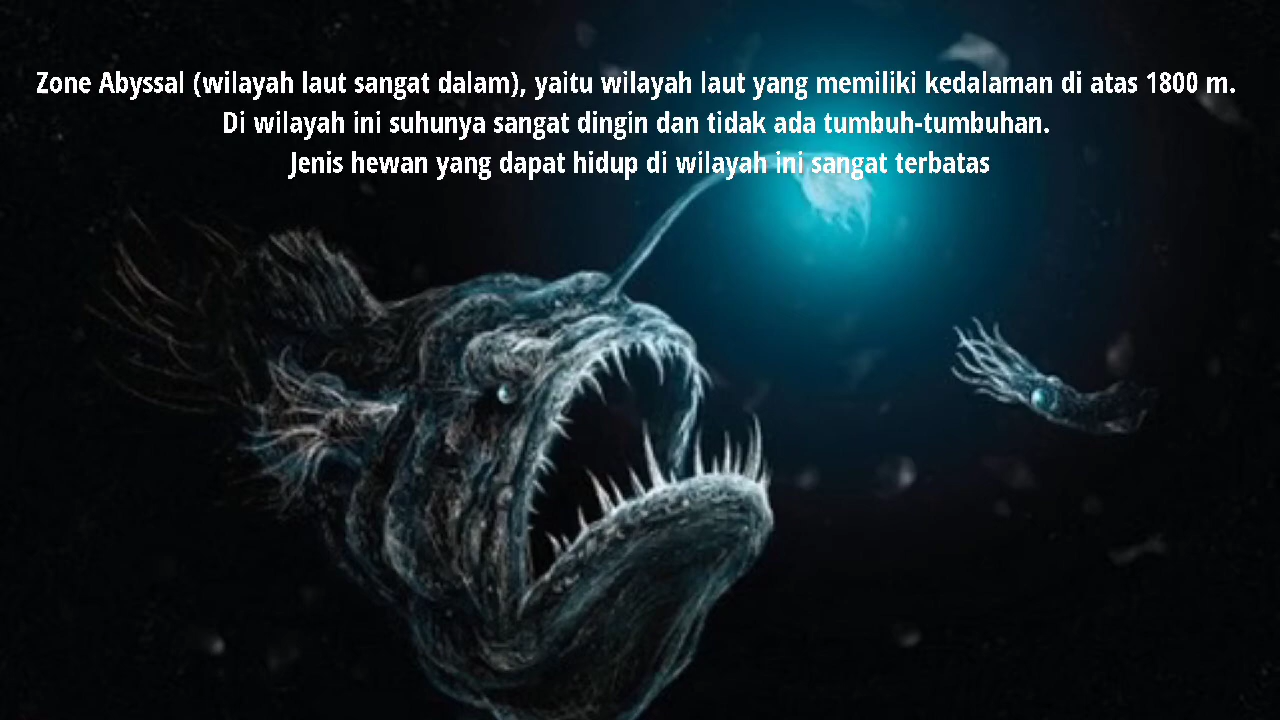 Zone Abyssal (wilayah laut sangat dalam), yaitu wilayah laut yang memiliki kedalaman di atas 1800 m.
Di wilayah ini suhunya sangat dingin dan tidak ada tumbuh-tumbuhan.
Jenis hewan yang dapat hidup di wilayah ini sangat terbatas